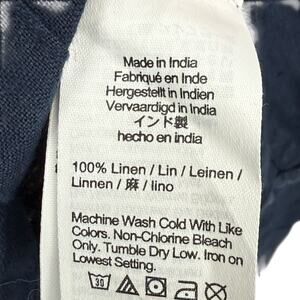 Made in India
Fabriqué en Inde
Hergestellt in Indien
Vervaardigd in India
インド製
hecho en India
100% Linen / Lin / Leinen /
Linnen / 麻 / lino
Machine Wash Cold With Like
Colors. Non-Chlorine Bleach
Only. Tumble Dry Low. Iron on
Lowest Setting.
30